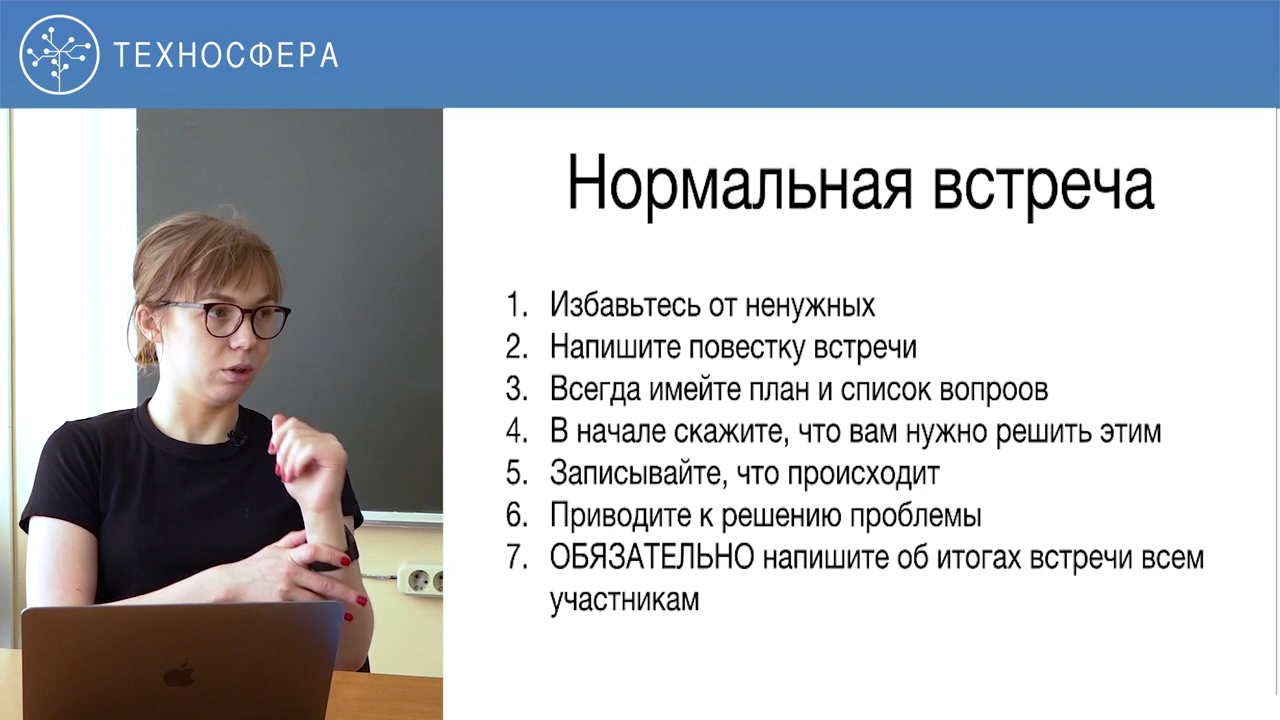 ТЕХНОСФЕРА
Нормальная встреча
1. Избавьтесь от ненужных
2. Напишите повестку встречи
3. Всегда имейте план и список вопроов
4. В начале скажите, что вам нужно решить этим
5. Записывайте, что происходит
6. Приводите к решению проблемы
7. ОБЯЗАТЕЛЬНО напишите об итогах встречи всем
участникам